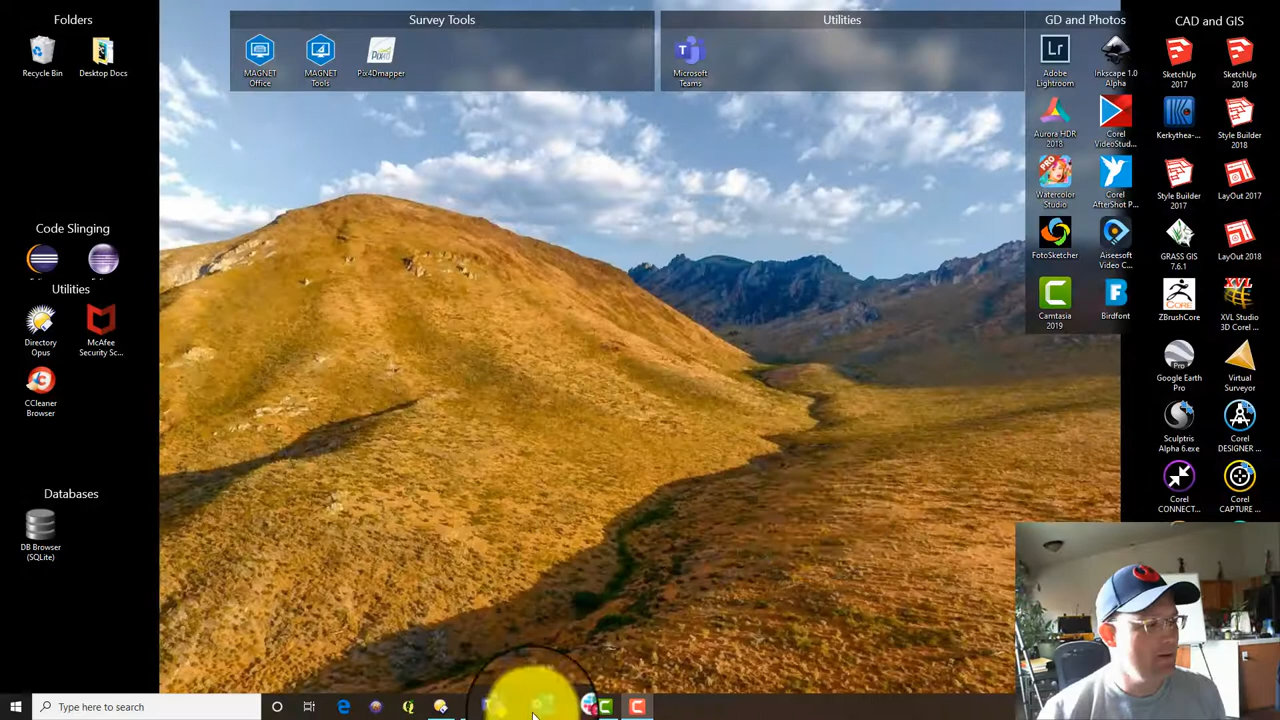 Folders
Recycle Bin
Desktop Docs
Code Slinging
Utilities
Directory
Opus
McAfee
Security Sc...
CCleaner
Browser
Databases
DB Browser
(SQLite)
Survey Tools
MAGNET
Office
MAGNET
Tools
Pix4Dmapper
Utilities
Microsoft
Teams
GD and Photos
Adobe
Lightroom
Inkscape 1.0
Alpha
Aurora HDR
2018
Corel
VideoStud...
Watercolor
Studio
Corel
AfterShot P...
FotoSketcher
Aiseesoft
Video C...
Camtasia
2019
Birdfont
CAD and GIS
SketchUp
2017
SketchUp
2018
Kerkythea-...
Style Builder
2018
Style Builder
2017
LayOut 2017
GRASS GIS
7.6.1
LayOut 2018
ZBrushCore
XVL Studio
3D Corel ...
Google Earth
Pro
Virtual
Surveyor
Sculptris
Alpha 6.exe
Corel
DESIGNER ...
Corel
CONNECT...
Corel
CAPTURE ...
Type here to search